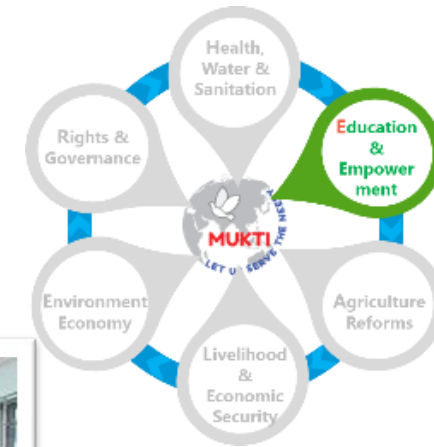 Health,
Water &
Sanitation
Education
&
Empower
ment
Rights &
Governance
MUKTI
LET US SERVE THE NEEDY
Environment
Economy
Agriculture
Reforms
Livelihood
&
Economic
Security